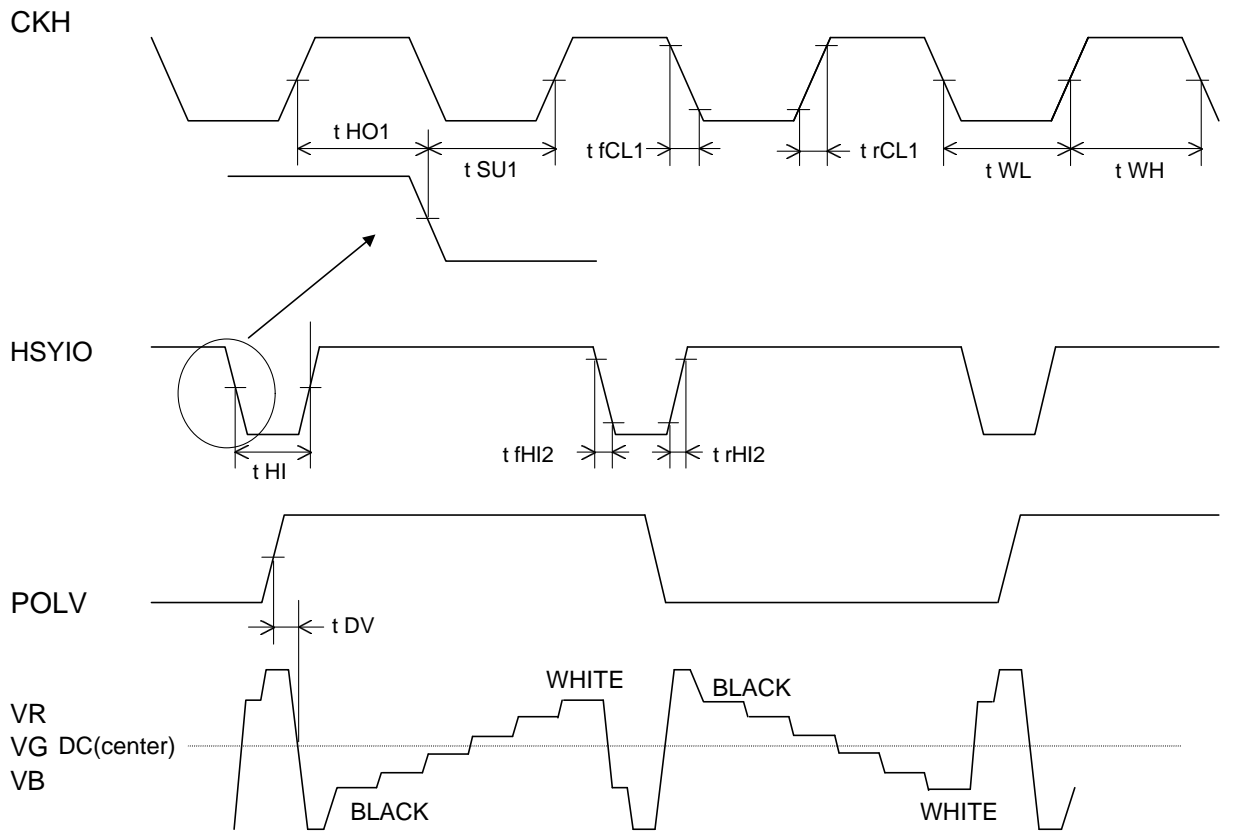 CKH
t HO1
t SU1
t fCL1
t rCL1
t WL
t WH
HSYIO
t HI
t fHI2
t rHI2
POLV
t DV
WHITE
BLACK
VR
VG DC(center)
VB
BLACK
WHITE